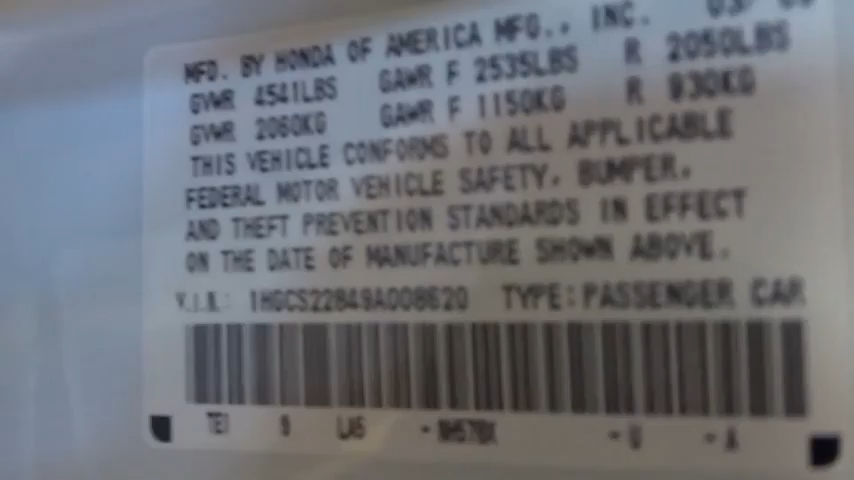 MFD. BY HONDA OF AMERICA MFG., INC.
GVWR 4541LBS GAWR F 2535LBS R 2050LBS
GVWR 2060KG GAWR F 1150KG R 930KG
THIS VEHICLE CONFORMS TO ALL APPLICABLE
FEDERAL MOTOR VEHICLE SAFETY, BUMPER,
AND THEFT PREVENTION STANDARDS IN EFFECT
ON THE DATE OF MANUFACTURE SHOWN ABOVE.
V.I.N.: 1HGCS22849A008620 TYPE:PASSENGER CAR
-U -A